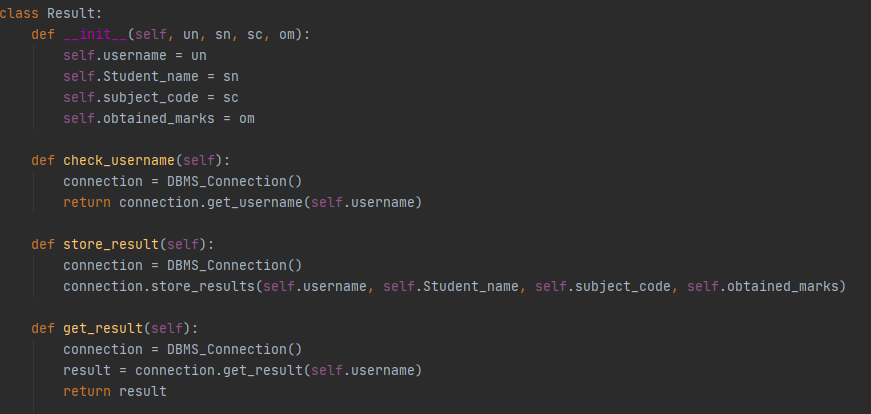 class Result:
    def __init__(self, un, sn, sc, om):
        self.username = un
        self.Student_name = sn
        self.subject_code = sc
        self.obtained_marks = om

    def check_username(self):
        connection = DBMS_Connection()
        return connection.get_username(self.username)

    def store_result(self):
        connection = DBMS_Connection()
        connection.store_results(self.username, self.Student_name, self.subject_code, self.obtained_marks)

    def get_result(self):
        connection = DBMS_Connection()
        result = connection.get_result(self.username)
        return result